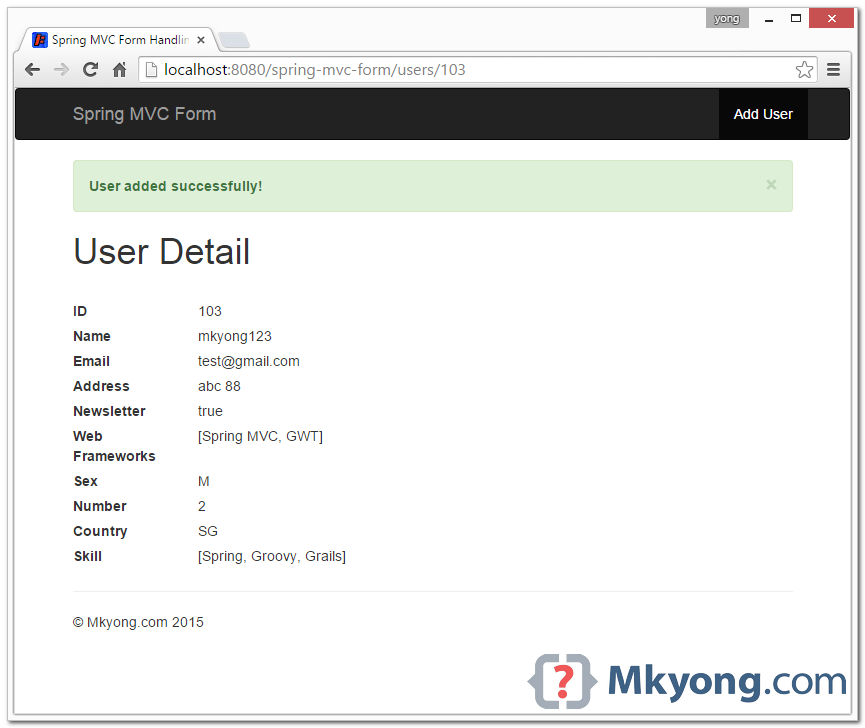 yong
Spring MVC Form Handlin
localhost:8080/spring-mvc-form/users/103
Spring MVC Form Add User
User added successfully! ×
User Detail
ID 103
Name mkyong123
Email test@gmail.com
Address abc 88
Newsletter true
Web [Spring MVC, GWT]
Frameworks
Sex M
Number 2
Country SG
Skill [Spring, Groovy, Grails]
© Mkyong.com 2015
{?} Mkyong.com